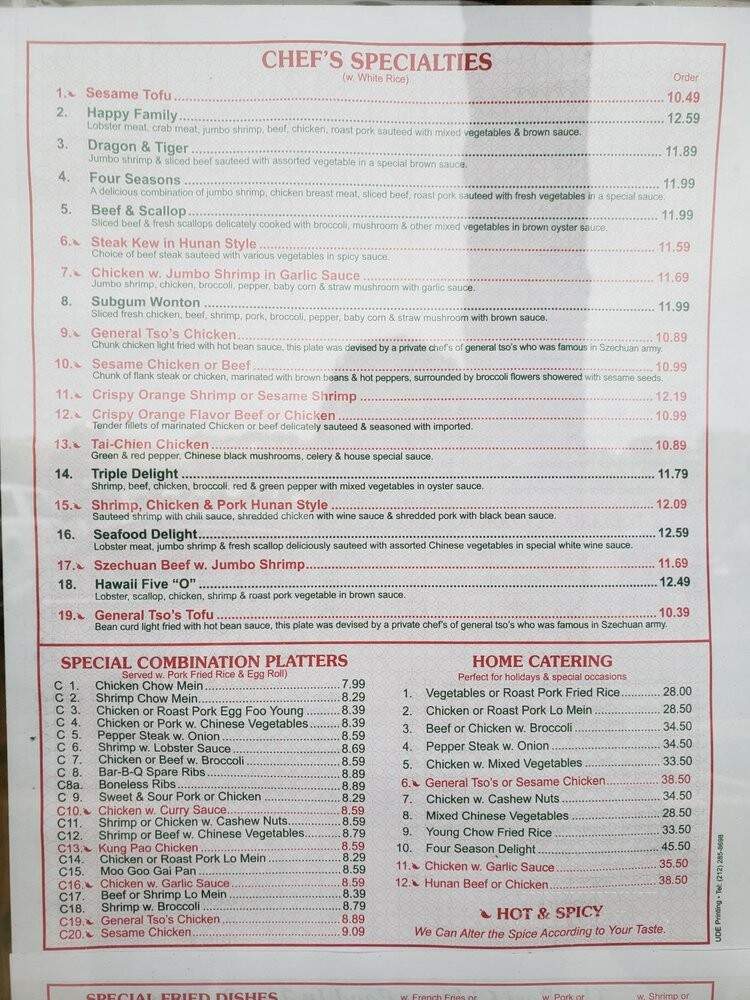 CHEF'S SPECIALTIES
(w. White Rice)
Order
1. Sesame Tofu 10.49
2. Happy Family 12.59
Lobster meat, crab meat, jumbo shrimp, beef, chicken, roast pork sauteed with mixed vegetables & brown sauce.
3. Dragon & Tiger 11.89
Jumbo shrimp & sliced beef sauteed with assorted vegetable in a special brown sauce.
4. Four Seasons 11.99
A delicious combination of jumbo shrimp, chicken breast meat, sliced beef, roast pork sauteed with fresh vegetables in a special sauce.
5. Beef & Scallop 11.99
Sliced beef & fresh scallops delicately cooked with broccoli, mushroom & other mixed vegetables in brown oyster sauce.
6. Steak Kew in Hunan Style 11.59
Choice of beef steak sauteed with various vegetables in spicy sauce.
7. Chicken w. Jumbo Shrimp in Garlic Sauce 11.69
Jumbo shrimp, chicken, broccoli, pepper, baby corn & straw mushroom with garlic sauce.
8. Subgum Wonton 11.99
Sliced fresh chicken, beef, shrimp, pork, broccoli, pepper, baby corn & straw mushroom with brown sauce.
9. General Tso's Chicken 10.89
Chunk chicken light fried with hot bean sauce, this plate was devised by a private chef's of general tso's who was famous in Szechuan army.
10. Sesame Chicken or Beef 10.99
Chunk of flank steak or chicken, marinated with brown beans & hot peppers, surrounded by broccoli flowers showered with sesame seeds.
11. Crispy Orange Shrimp or Sesame Shrimp 12.19
12. Crispy Orange Flavor Beef or Chicken 10.99
Tender fillets of marinated Chicken or beef delicately sauteed & seasoned with imported.
13. Tai-Chien Chicken 10.89
Green & red pepper, Chinese black mushrooms, celery & house special sauce.
14. Triple Delight 11.79
Shrimp, beef, chicken, broccoli, red & green pepper with mixed vegetables in oyster sauce.
15. Shrimp, Chicken & Pork Hunan Style 12.09
Sauteed shrimp with chili sauce, shredded chicken with wine sauce & shredded pork with black bean sauce.
16. Seafood Delight 12.59
Lobster meat, jumbo shrimp & fresh scallop deliciously sauteed with assorted Chinese vegetables in special white wine sauce.
17. Szechuan Beef w. Jumbo Shrimp 11.69
18. Hawaii Five "O" 12.49
Lobster, scallop, chicken, shrimp & roast pork vegetable in brown sauce.
19. General Tso's Tofu 10.39
Bean curd light fried with hot bean sauce, this plate was devised by a private chef's of general tso's who was famous in Szechuan army.
SPECIAL COMBINATION PLATTERS
Served w. Pork Fried Rice & Egg Roll)
C 1. Chicken Chow Mein 7.99
C 2. Shrimp Chow Mein 8.29
C 3. Chicken or Roast Pork Egg Foo Young 8.39
C 4. Chicken or Pork w. Chinese Vegetables 8.39
C 5. Pepper Steak w. Onion 8.59
C 6. Shrimp w. Lobster Sauce 8.69
C 7. Chicken or Beef w. Broccoli 8.59
C 8. Bar-B-Q Spare Ribs 8.89
C8a. Boneless Ribs 8.89
C 9. Sweet & Sour Pork or Chicken 8.29
C10. Chicken w. Curry Sauce 8.59
C11. Shrimp or Chicken w. Cashew Nuts 8.59
C12. Shrimp or Beef w. Chinese Vegetables 8.79
C13. Kung Pao Chicken 8.59
C14. Chicken or Roast Pork Lo Mein 8.29
C15. Moo Goo Gai Pan 8.59
C16. Chicken w. Garlic Sauce 8.59
C17. Beef or Shrimp Lo Mein 8.39
C18. Shrimp w. Broccoli 8.79
C19. General Tso's Chicken 8.89
C20. Sesame Chicken 9.09
HOME CATERING
Perfect for holidays & special occasions
1. Vegetables or Roast Pork Fried Rice 28.00
2. Chicken or Roast Pork Lo Mein 28.50
3. Beef or Chicken w. Broccoli 34.50
4. Pepper Steak w. Onion 34.50
5. Chicken w. Mixed Vegetables 33.50
6. General Tso's or Sesame Chicken 38.50
7. Chicken w. Cashew Nuts 34.50
8. Mixed Chinese Vegetables 28.50
9. Young Chow Fried Rice 33.50
10. Four Season Delight 45.50
11. Chicken w. Garlic Sauce 35.50
12. Hunan Beef or Chicken 38.50
HOT & SPICY
We Can Alter the Spice According to Your Taste.
UDE Printing • Tel: (212) 285-8698
SPECIAL FRIED DISHES
w. French Fries or
w. Pork or
w. Shrimp or